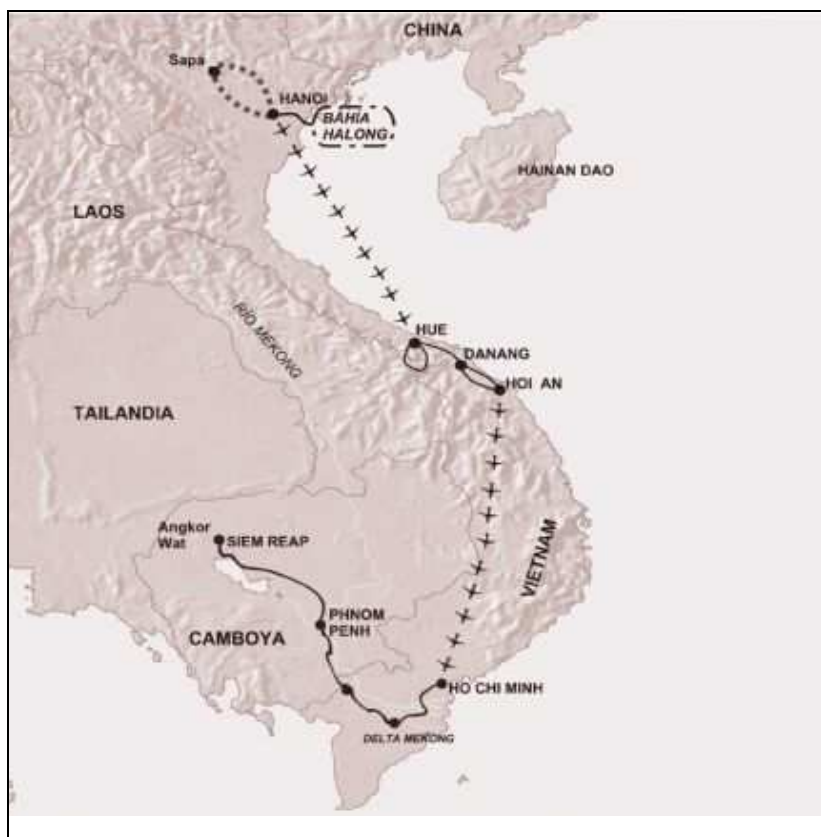 CHINA
Sapa
HANOI
BAHIA
HALONG
HAINAN DAO
LAOS
RÍO MEKONG
HUE
DANANG
HOI AN
TAILANDIA
Angkor
Wat
SIEM REAP
VIETNAM
PHNOM
PENH
CAMBOYA
HO CHI MINH
DELTA MEKONG